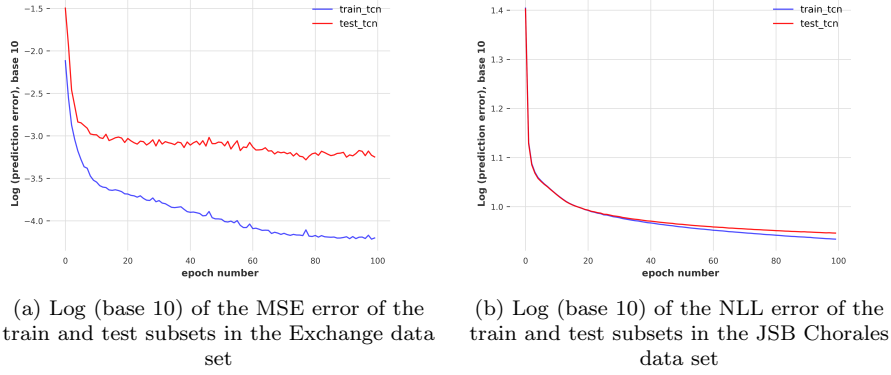 train_tcn
test_tcn
−1.5
−2.0
−2.5
−3.0
−3.5
−4.0
Log (prediction error), base 10
0
20
40
60
80
100
epoch number
(a) Log (base 10) of the MSE error of the
train and test subsets in the Exchange data
set
train_tcn
test_tcn
1.4
1.3
1.2
1.1
1.0
Log (prediction error), base 10
0
20
40
60
80
100
epoch number
(b) Log (base 10) of the NLL error of the
train and test subsets in the JSB Chorales
data set